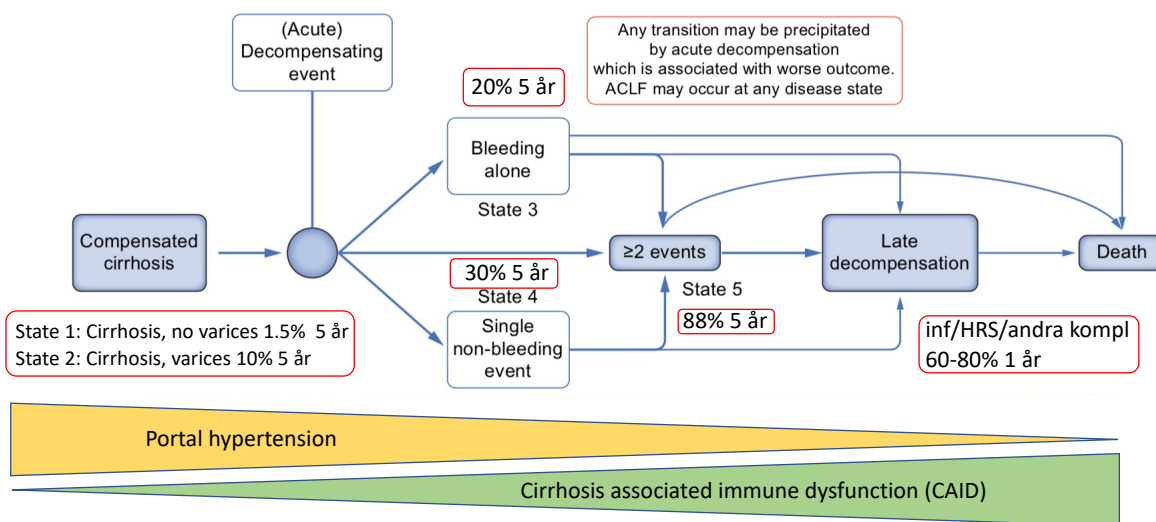 (Acute)
Decompensating
event
Any transition may be precipitated
by acute decompensation
which is associated with worse outcome.
ACLF may occur at any disease state
20% 5 år
Bleeding
alone
State 3
Compensated
cirrhosis
≥2 events
Late
decompensation
Death
30% 5 år
State 4
State 5
Single
non-bleeding
event
88% 5 år
State 1: Cirrhosis, no varices 1.5%  5 år
State 2: Cirrhosis, varices 10% 5 år
inf/HRS/andra kompl
60-80% 1 år
Portal hypertension
Cirrhosis associated immune dysfunction (CAID)